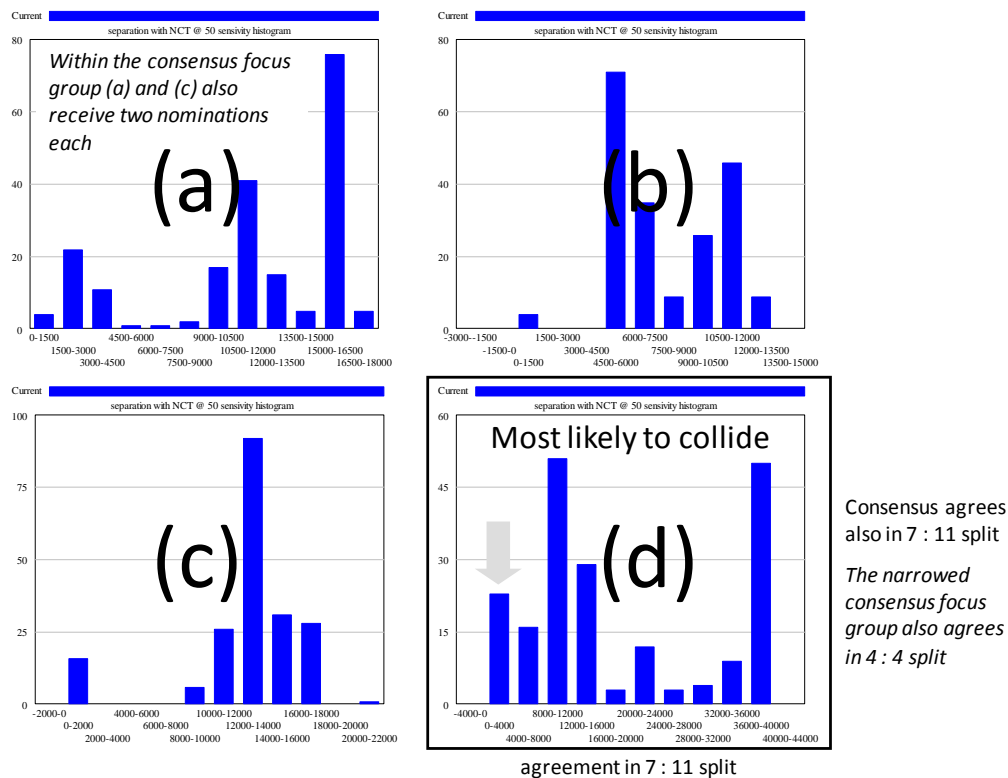 Current
separation with NCT @ 50 sensivity histogram
80
60
40
20
0
Within the consensus focus
group (a) and (c) also
receive two nominations
each
(a)
0-1500 4500-6000 9000-10500 13500-15000
1500-3000 6000-7500 10500-12000 15000-16500
3000-4500 7500-9000 12000-13500 16500-18000
Current
separation with NCT @ 50 sensivity histogram
80
60
40
20
0
(b)
-3000--1500 1500-3000 6000-7500 10500-12000
-1500-0 3000-4500 7500-9000 12000-13500
0-1500 4500-6000 9000-10500 13500-15000
Current
separation with NCT @ 50 sensivity histogram
100
75
50
25
0
(c)
-2000-0 4000-6000 10000-12000 16000-18000
0-2000 6000-8000 12000-14000 18000-20000
2000-4000 8000-10000 14000-16000 20000-22000
Current
separation with NCT @ 50 sensivity histogram
60
45
30
15
0
Most likely to collide
(d)
-4000-0 8000-12000 20000-24000 32000-36000
0-4000 12000-16000 24000-28000 36000-40000
4000-8000 16000-20000 28000-32000 40000-44000
agreement in 7 : 11 split
Consensus agrees
also in 7 : 11 split
The narrowed
consensus focus
group also agrees
in 4 : 4 split